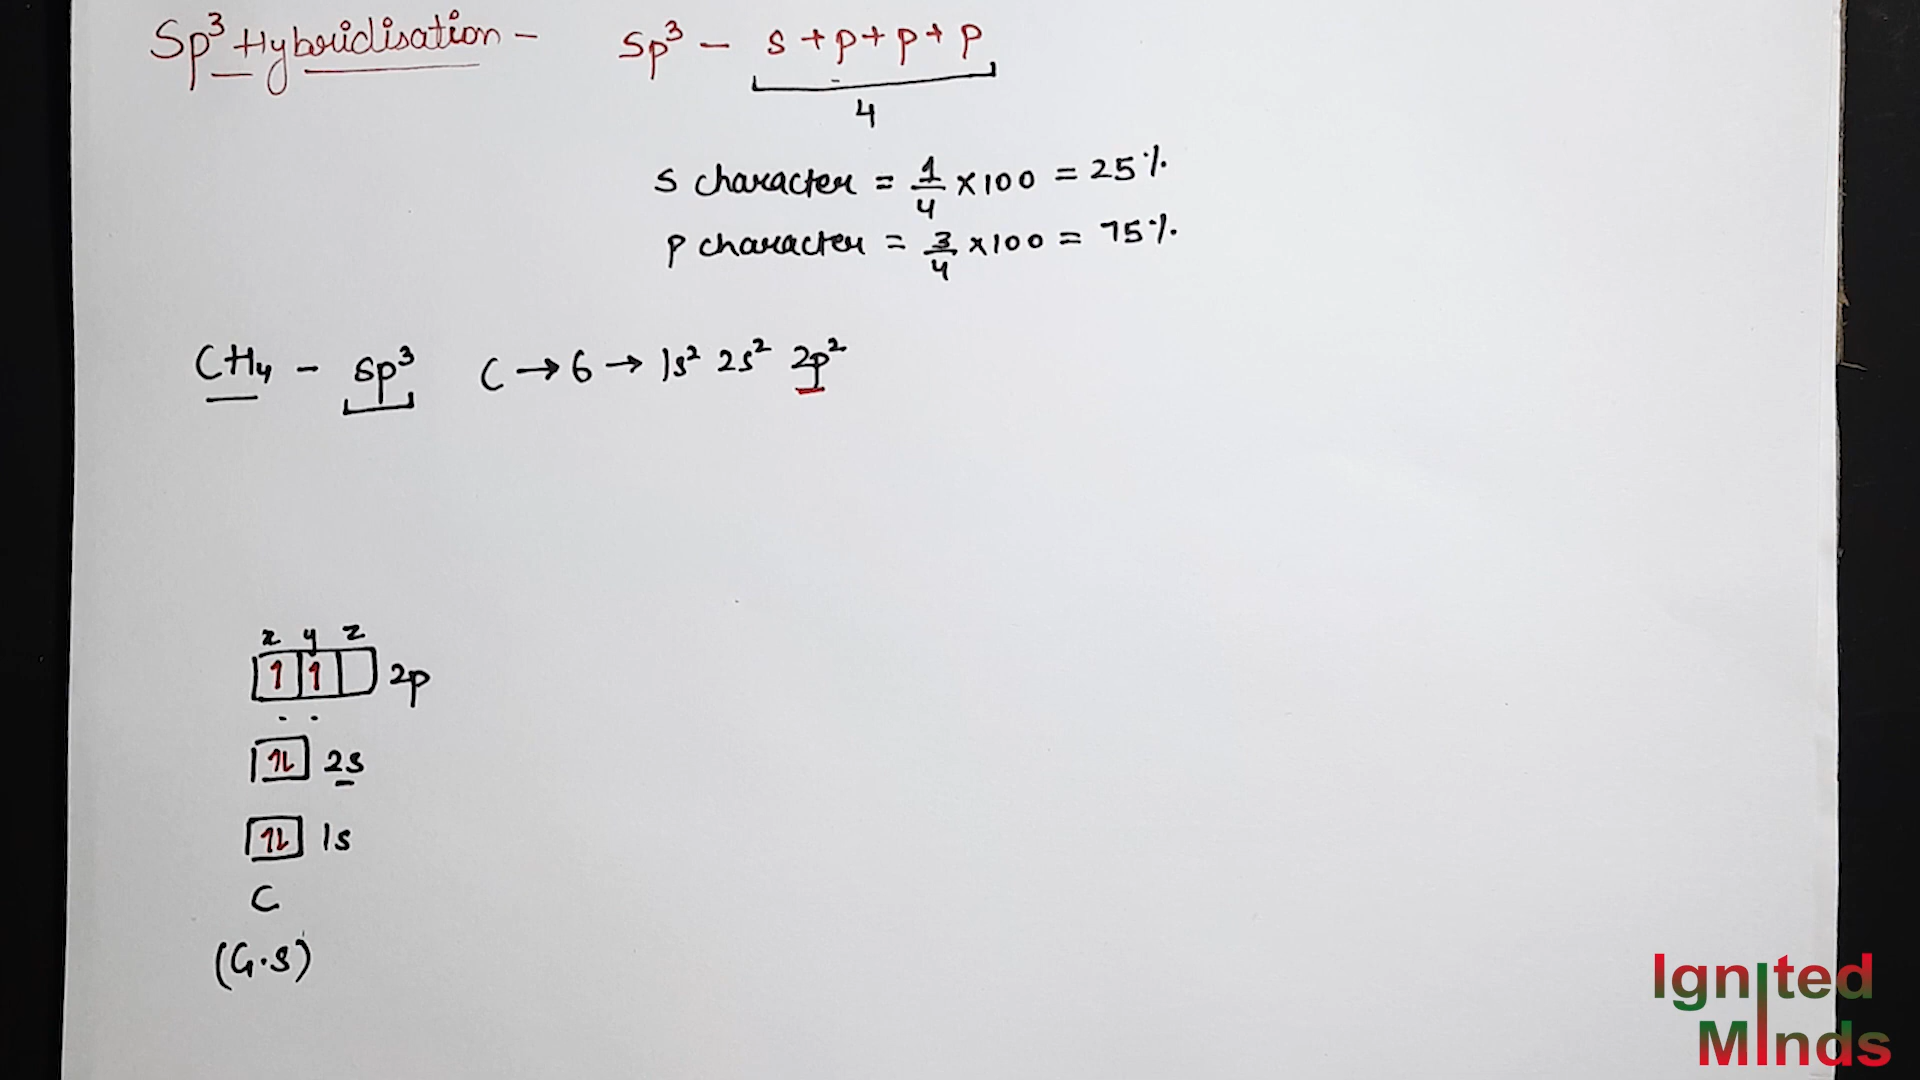 Sp³ Hybridisation - sp³ - s + p + p + p
4
s character = 1/4 × 100 = 25%
p character = 3/4 × 100 = 75%
CH₄ - sp³ C → 6 → 1s² 2s² 2p²
x y z
1 1 2p
1L 2s
1L 1s
C
(G.S)
Ignited
Minds